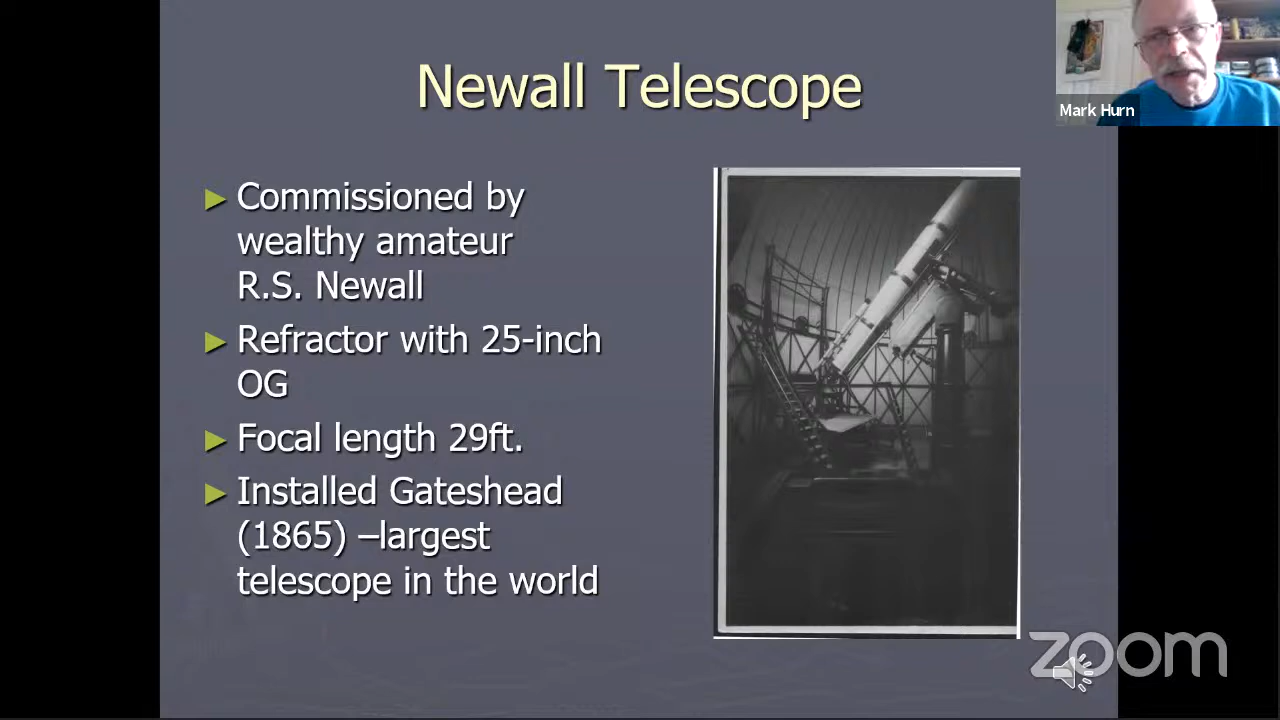 Newall Telescope
Mark Hurn
► Commissioned by
wealthy amateur
R.S. Newall
► Refractor with 25-inch
OG
► Focal length 29ft.
► Installed Gateshead
(1865) –largest
telescope in the world
zoom